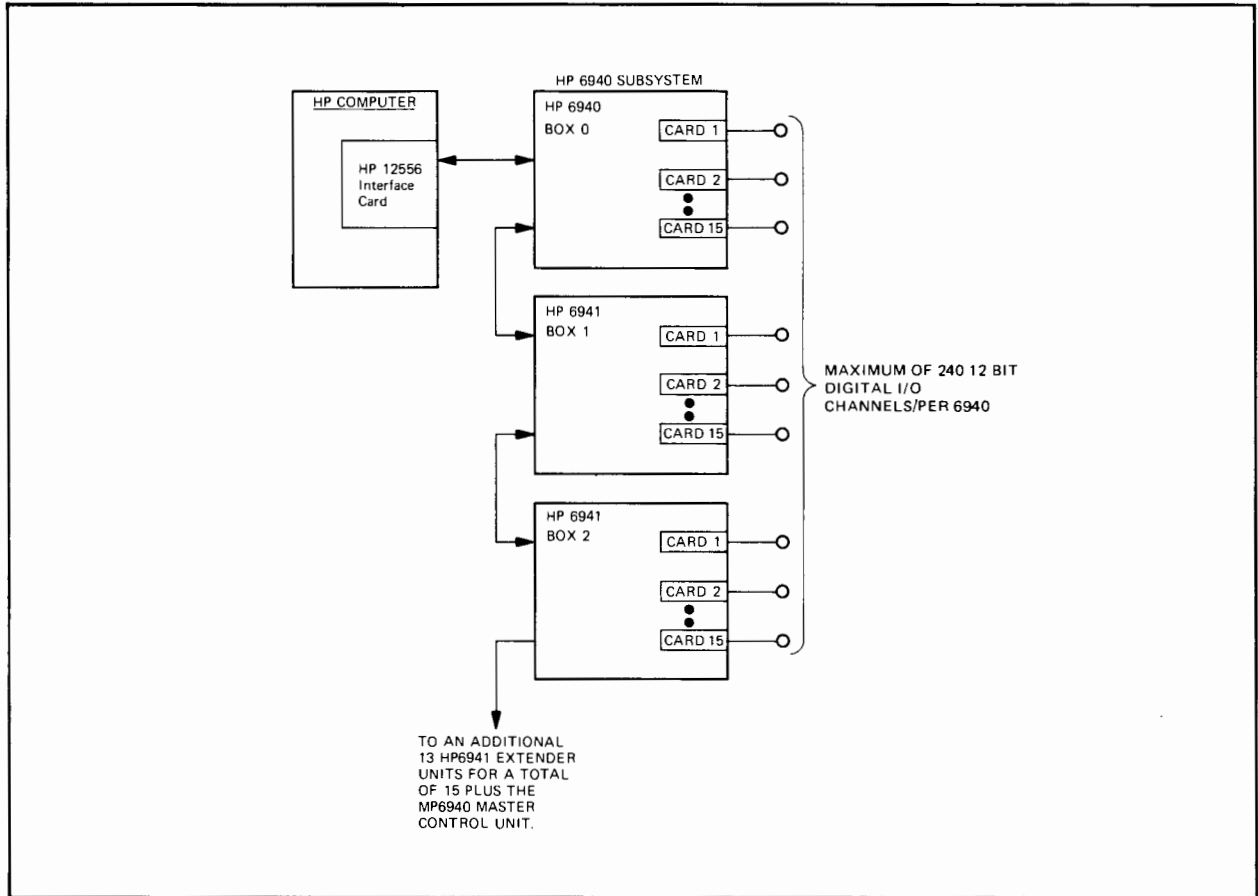 HP 6940 SUBSYSTEM
HP COMPUTER
HP 12556
Interface
Card
HP 6940
BOX 0
CARD 1
CARD 2
CARD 15
HP 6941
BOX 1
CARD 1
CARD 2
CARD 15
MAXIMUM OF 240 12 BIT
DIGITAL I/O
CHANNELS/PER 6940
HP 6941
BOX 2
CARD 1
CARD 2
CARD 15
TO AN ADDITIONAL
13 HP6941 EXTENDER
UNITS FOR A TOTAL
OF 15 PLUS THE
MP6940 MASTER
CONTROL UNIT.